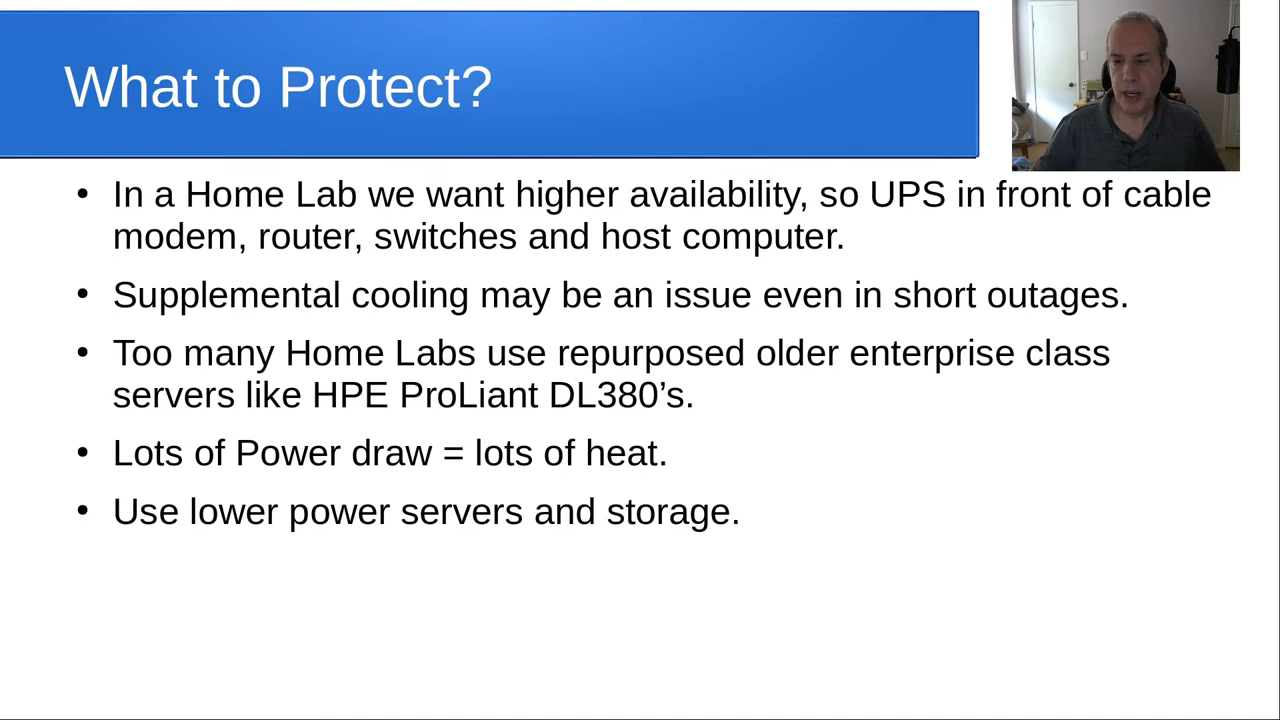 What to Protect?
• In a Home Lab we want higher availability, so UPS in front of cable
modem, router, switches and host computer.
• Supplemental cooling may be an issue even in short outages.
• Too many Home Labs use repurposed older enterprise class
servers like HPE ProLiant DL380’s.
• Lots of Power draw = lots of heat.
• Use lower power servers and storage.